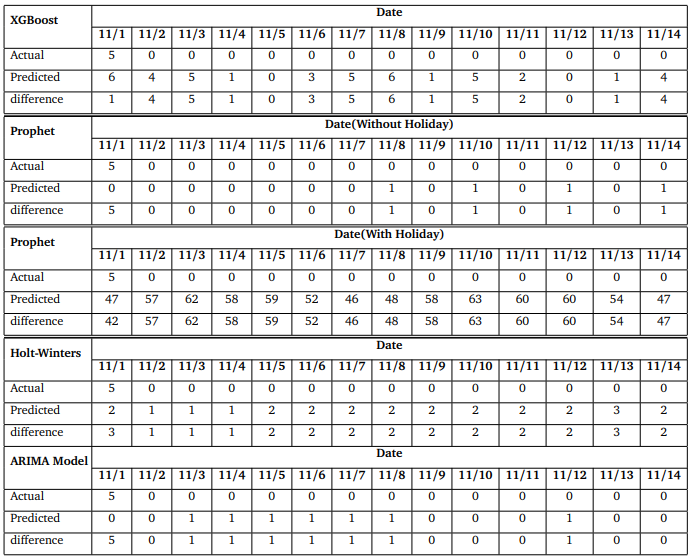 XGBoost Date
11/1 11/2 11/3 11/4 11/5 11/6 11/7 11/8 11/9 11/10 11/11 11/12 11/13 11/14
Actual 5 0 0 0 0 0 0 0 0 0 0 0 0 0
Predicted 6 4 5 1 0 3 5 6 1 5 2 0 1 4
difference 1 4 5 1 0 3 5 6 1 5 2 0 1 4
Prophet Date(Without Holiday)
11/1 11/2 11/3 11/4 11/5 11/6 11/7 11/8 11/9 11/10 11/11 11/12 11/13 11/14
Actual 5 0 0 0 0 0 0 0 0 0 0 0 0 0
Predicted 0 0 0 0 0 0 0 1 0 1 0 1 0 1
difference 5 0 0 0 0 0 0 1 0 1 0 1 0 1
Prophet Date(With Holiday)
11/1 11/2 11/3 11/4 11/5 11/6 11/7 11/8 11/9 11/10 11/11 11/12 11/13 11/14
Actual 5 0 0 0 0 0 0 0 0 0 0 0 0 0
Predicted 47 57 62 58 59 52 46 48 58 63 60 60 54 47
difference 42 57 62 58 59 52 46 48 58 63 60 60 54 47
Holt-Winters Date
11/1 11/2 11/3 11/4 11/5 11/6 11/7 11/8 11/9 11/10 11/11 11/12 11/13 11/14
Actual 5 0 0 0 0 0 0 0 0 0 0 0 0 0
Predicted 2 1 1 1 2 2 2 2 2 2 2 2 3 2
difference 3 1 1 1 2 2 2 2 2 2 2 2 3 2
ARIMA Model Date
11/1 11/2 11/3 11/4 11/5 11/6 11/7 11/8 11/9 11/10 11/11 11/12 11/13 11/14
Actual 5 0 0 0 0 0 0 0 0 0 0 0 0 0
Predicted 0 0 1 1 1 1 1 1 0 0 0 1 0 0
difference 5 0 1 1 1 1 1 1 0 0 0 1 0 0